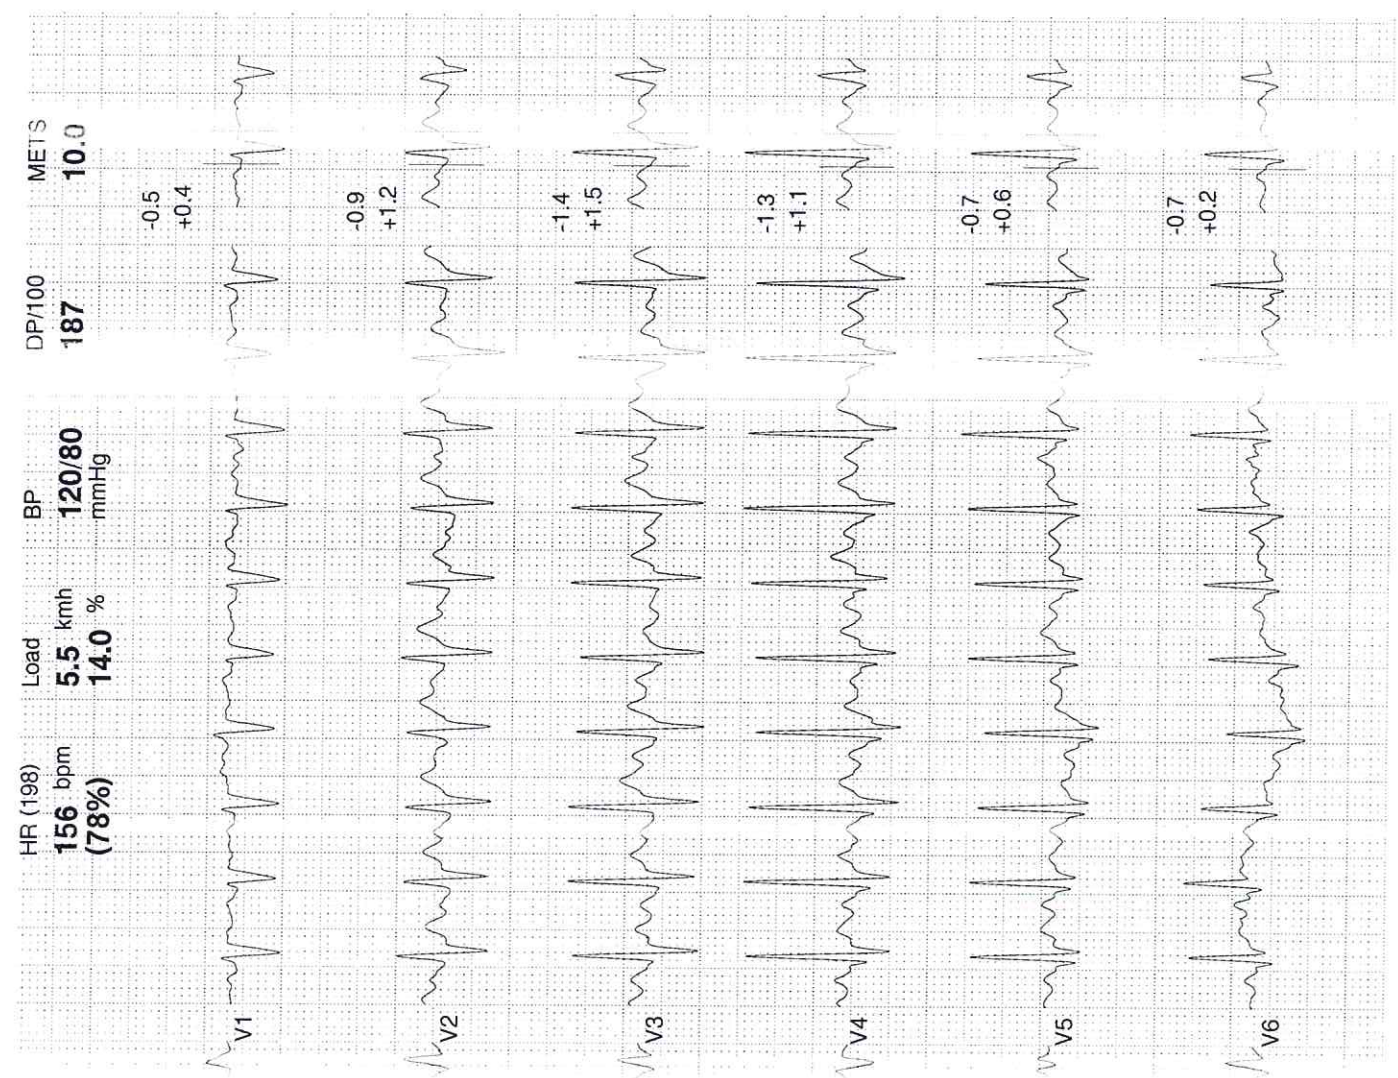 HR (198) Load BP DP/100 METS
156 bpm 5.5 kmh 120/80 187 10.0
(78%) 14.0 % mmHg
V1 -0.5
+0.4
V2 -0.9
+1.2
V3 -1.4
+1.5
V4 -1.3
+1.1
V5 -0.7
+0.6
V6 -0.7
+0.2